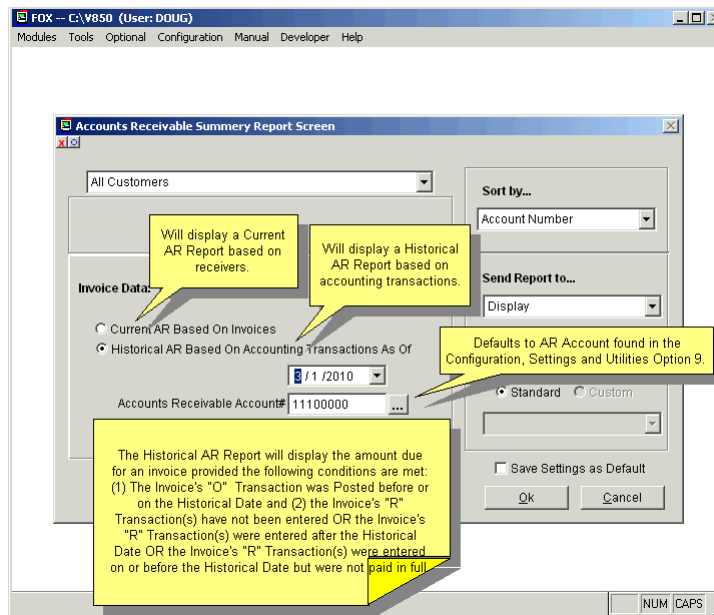 FOX -- C:\V850 (User: DOUG)
Modules Tools Optional Configuration Manual Developer Help
Accounts Receivable Summery Report Screen
All Customers
Sort by...
Account Number
Will display a Current
AR Report based on
receivers.
Will display a Historical
AR Report based on
accounting transactions.
Invoice Data:
Send Report to...
Display
Current AR Based On Invoices
Historical AR Based On Accounting Transactions As Of
Defaults to AR Account found in the
Configuration, Settings and Utilities Option 9.
3 / 1 /2010
Standard Custom
Accounts Receivable Account# 11100000 ...
The Historical AR Report will display the amount due
for an invoice provided the following conditions are met:
(1) The Invoice's "O" Transaction was Posted before or
on the Historical Date and (2) the Invoice's "R"
Transaction(s) have not been entered OR the Invoice's
"R" Transaction(s) were entered after the Historical
Date OR the Invoice's "R" Transaction(s) were entered
on or before the Historical Date but were not paid in full.
Save Settings as Default
Ok Cancel
NUM CAPS